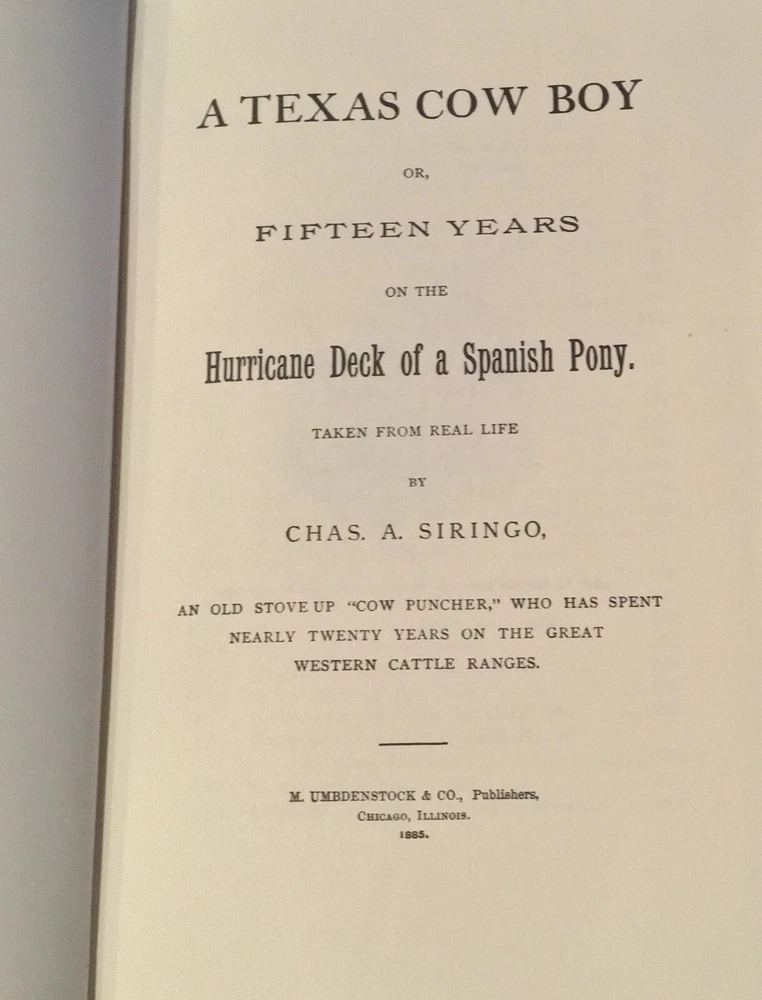 A TEXAS COW BOY
OR,
FIFTEEN YEARS
ON THE
Hurricane Deck of a Spanish Pony.
TAKEN FROM REAL LIFE
BY
CHAS. A. SIRINGO,
AN OLD STOVE UP “COW PUNCHER,” WHO HAS SPENT
NEARLY TWENTY YEARS ON THE GREAT
WESTERN CATTLE RANGES.
M. UMBDENSTOCK & CO., Publishers,
CHICAGO, ILLINOIS.
1885.